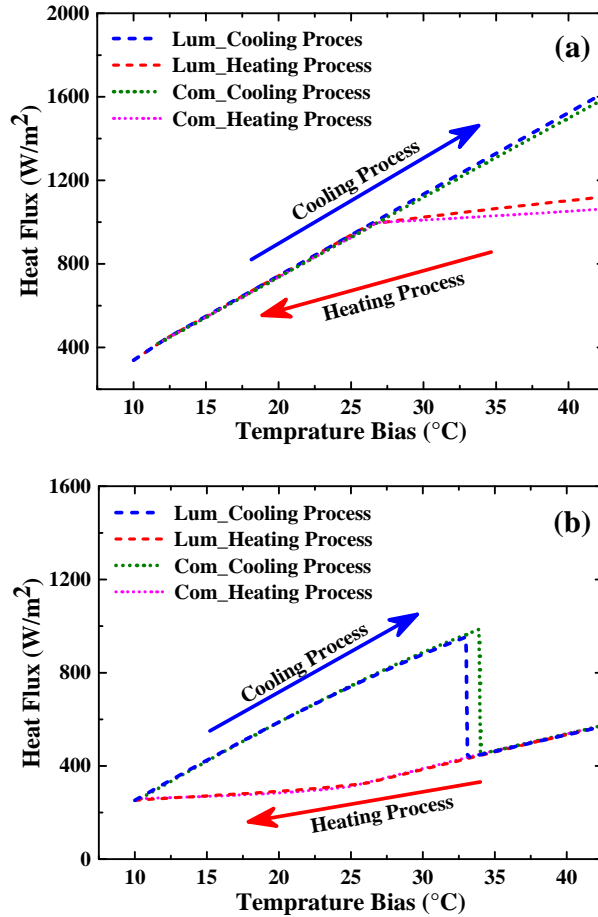 2000
1600
1200
800
400
Heat Flux (W/m²)
Lum_Cooling Proces
Lum_Heating Process
Com_Cooling Process
Com_Heating Process
(a)
Cooling Process
Heating Process
10 15 20 25 30 35 40
Temprature Bias (°C)
1600
1200
800
400
0
Heat Flux (W/m²)
Lum_Cooling Process
Lum_Heating Process
Com_Cooling Process
Com_Heating Process
(b)
Cooling Process
Heating Process
10 15 20 25 30 35 40
Temprature Bias (°C)